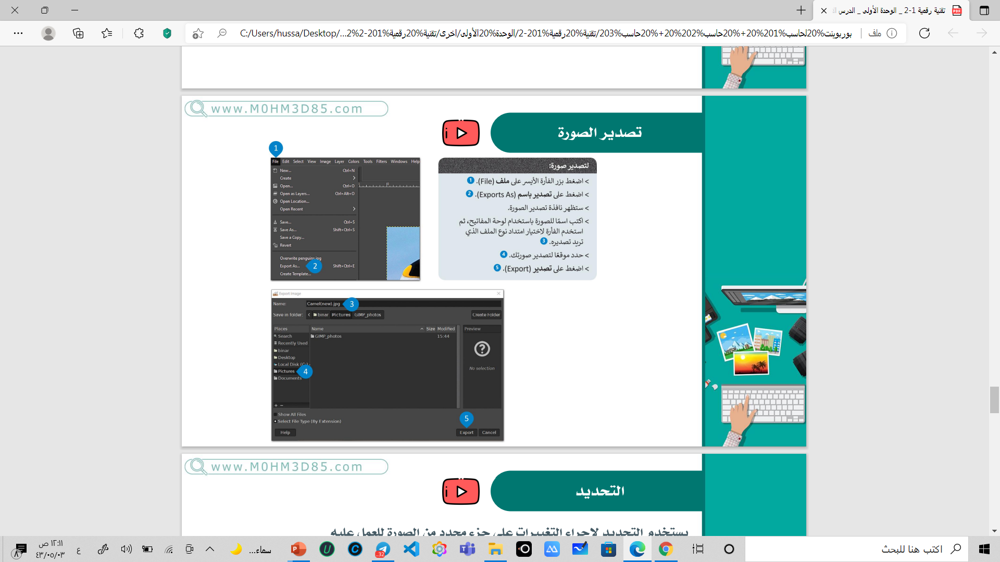 تقنية رقمية 1-2 _ الوحدة الأولى _ الدرس ال
ملف
C:/Users/hussa/Desktop/...بوربوينت%20لحاسب%201%20+%20حاسب%202%20+%20حاسب%203/تقنية%20رقمية%201-2/الوحدة%20الأولى/اخرى/تقنية%20رقمية%201-2%2
www.M0HM3D85.com
تصدير الصورة
1
File Edit Select View Image Layer Colors Tools Filters Windows Help
New... Ctrl+N
Create
Open... Ctrl+O
Open as Layers... Ctrl+Alt+O
Open Location...
Open Recent
Save... Ctrl+S
Save As... Shift+Ctrl+S
Save a Copy...
Revert
Overwrite penguins.jpg
Export As... 2 Shift+Ctrl+E
Create Template...
لتصدير صورة:
> اضغط بزر الفأرة الأيسر على ملف (File). 1
> اضغط على تصدير باسم (Exports As). 2
> ستظهر نافذة تصدير الصورة.
> اكتب اسمًا للصورة باستخدام لوحة المفاتيح، ثم
استخدم الفأرة لاختيار امتداد نوع الملف الذي
تريد تصديره. 3
> حدد موقعًا لتصدير صورتك. 4
> اضغط على تصدير (Export). 5
Export Image
Name: Camel(new).jpg 3
Save in folder: binar Pictures GIMP_photos Create Folder
Places Name Size Modified Preview
Search GIMP_photos 15:44
Recently Used
binar
Desktop
Local Disk (C:)
Pictures 4 No selection
Documents
Show All Files
Select File Type (By Extension)
5
Help Export Cancel
www.M0HM3D85.com
التحديد
يستخدم التحديد لإجراء التغييرات على جزء محدد من الصورة للعمل عليه
اكتب هنا للبحث
32..
سماء...
ع
١٢:١١ ص
٤٣/٠٥/٠٣
٨